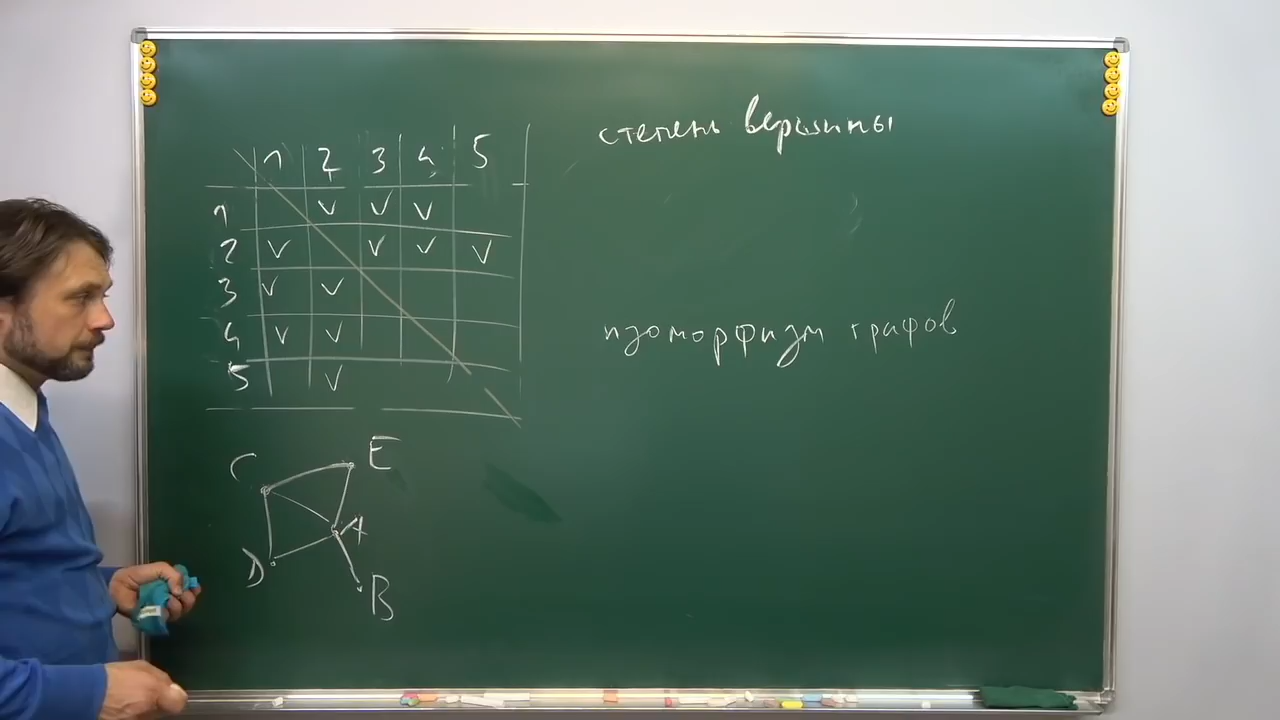 степень вершины
1 2 3 4 5
1 V V V
2 V V V V
3 V V
4 V V
5 V
изоморфизм графов
C E
A
D
B